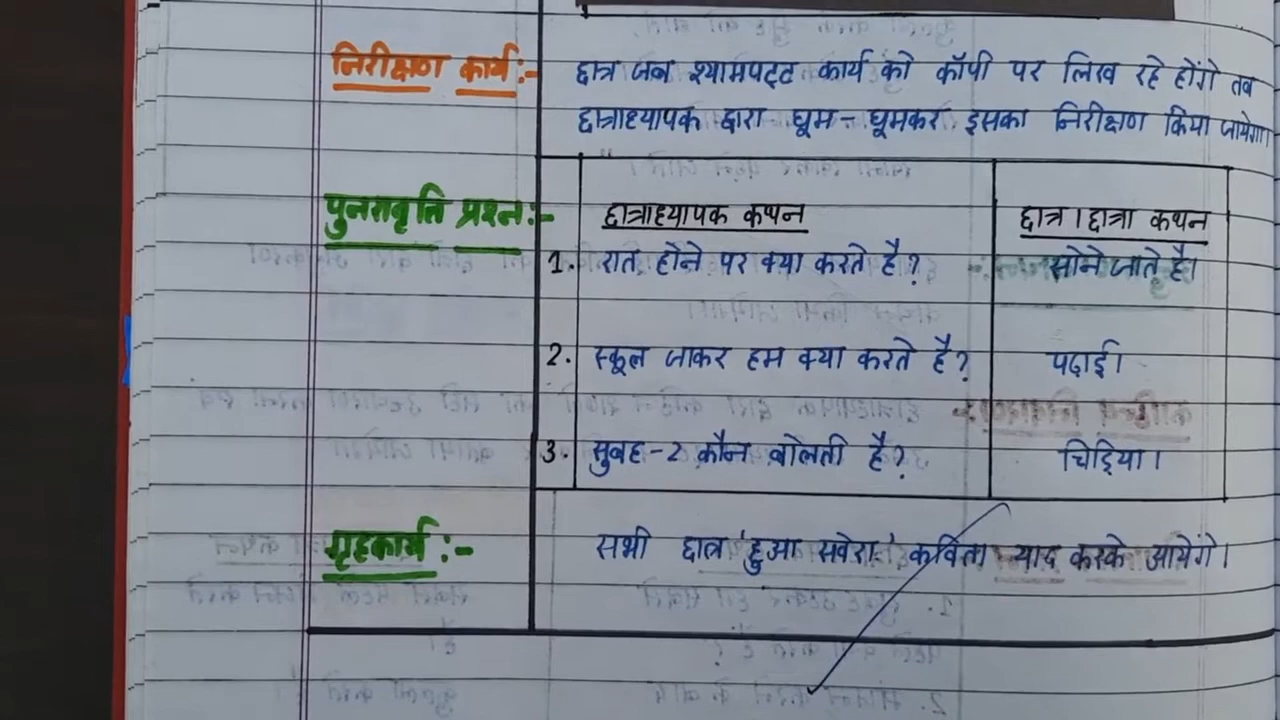 निरीक्षण कार्य:- छात्र जब श्यामपट्ट कार्य को कॉपी पर लिख रहे होंगे तब
छात्राध्यापक द्वारा घूम-घूमकर इसका निरीक्षण किया जायेगा।
पुनरावृति प्रश्न:- छात्राध्यापक कथन छात्र/छात्रा कथन
1. रात होने पर क्या करते है? सोने जाते है।
2. स्कूल जाकर हम क्या करते है? पढ़ाई।
3. सुबह-2 कौन बोलती है? चिड़िया।
गृहकार्य:- सभी छात्र 'हुआ सवेरा' कविता याद करके आयेंगे।